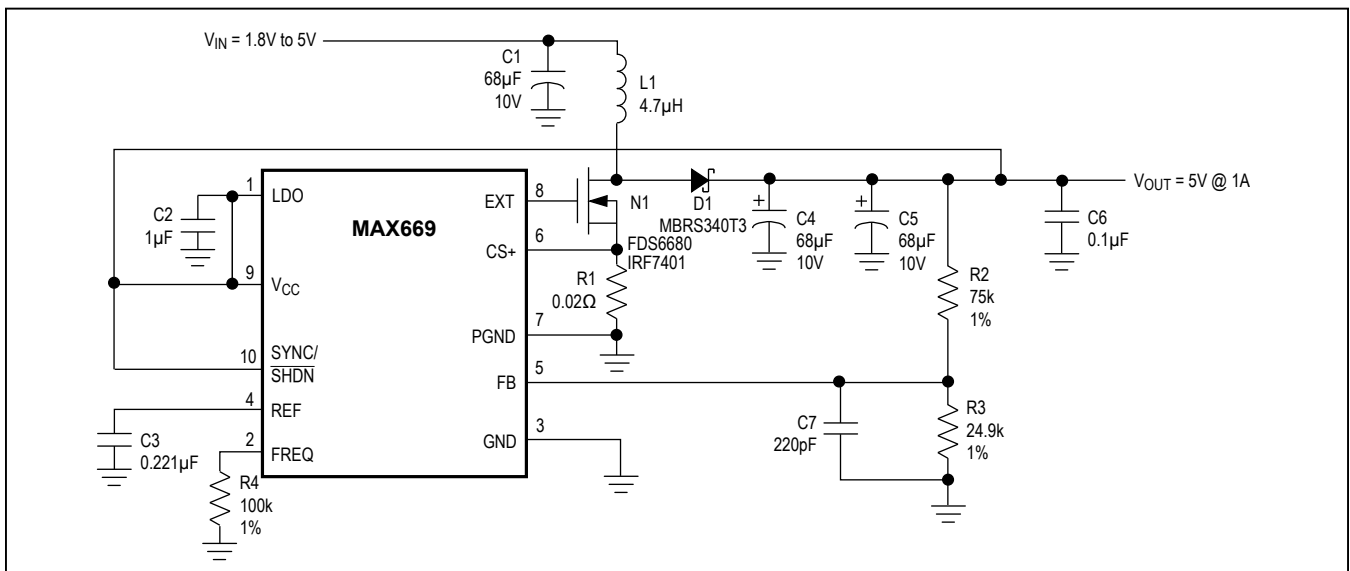 V_IN = 1.8V to 5V
C1
68µF
10V
L1
4.7µH
1
LDO
C2
1µF
9
V_CC
10
SYNC/
SHDN
4
REF
C3
0.221µF
2
FREQ
R4
100k
1%
MAX669
EXT
8
N1
FDS6680
IRF7401
CS+
6
R1
0.02Ω
PGND
7
FB
5
GND
3
D1
MBRS340T3
+
C4
68µF
10V
+
C5
68µF
10V
V_OUT = 5V @ 1A
C6
0.1µF
R2
75k
1%
C7
220pF
R3
24.9k
1%